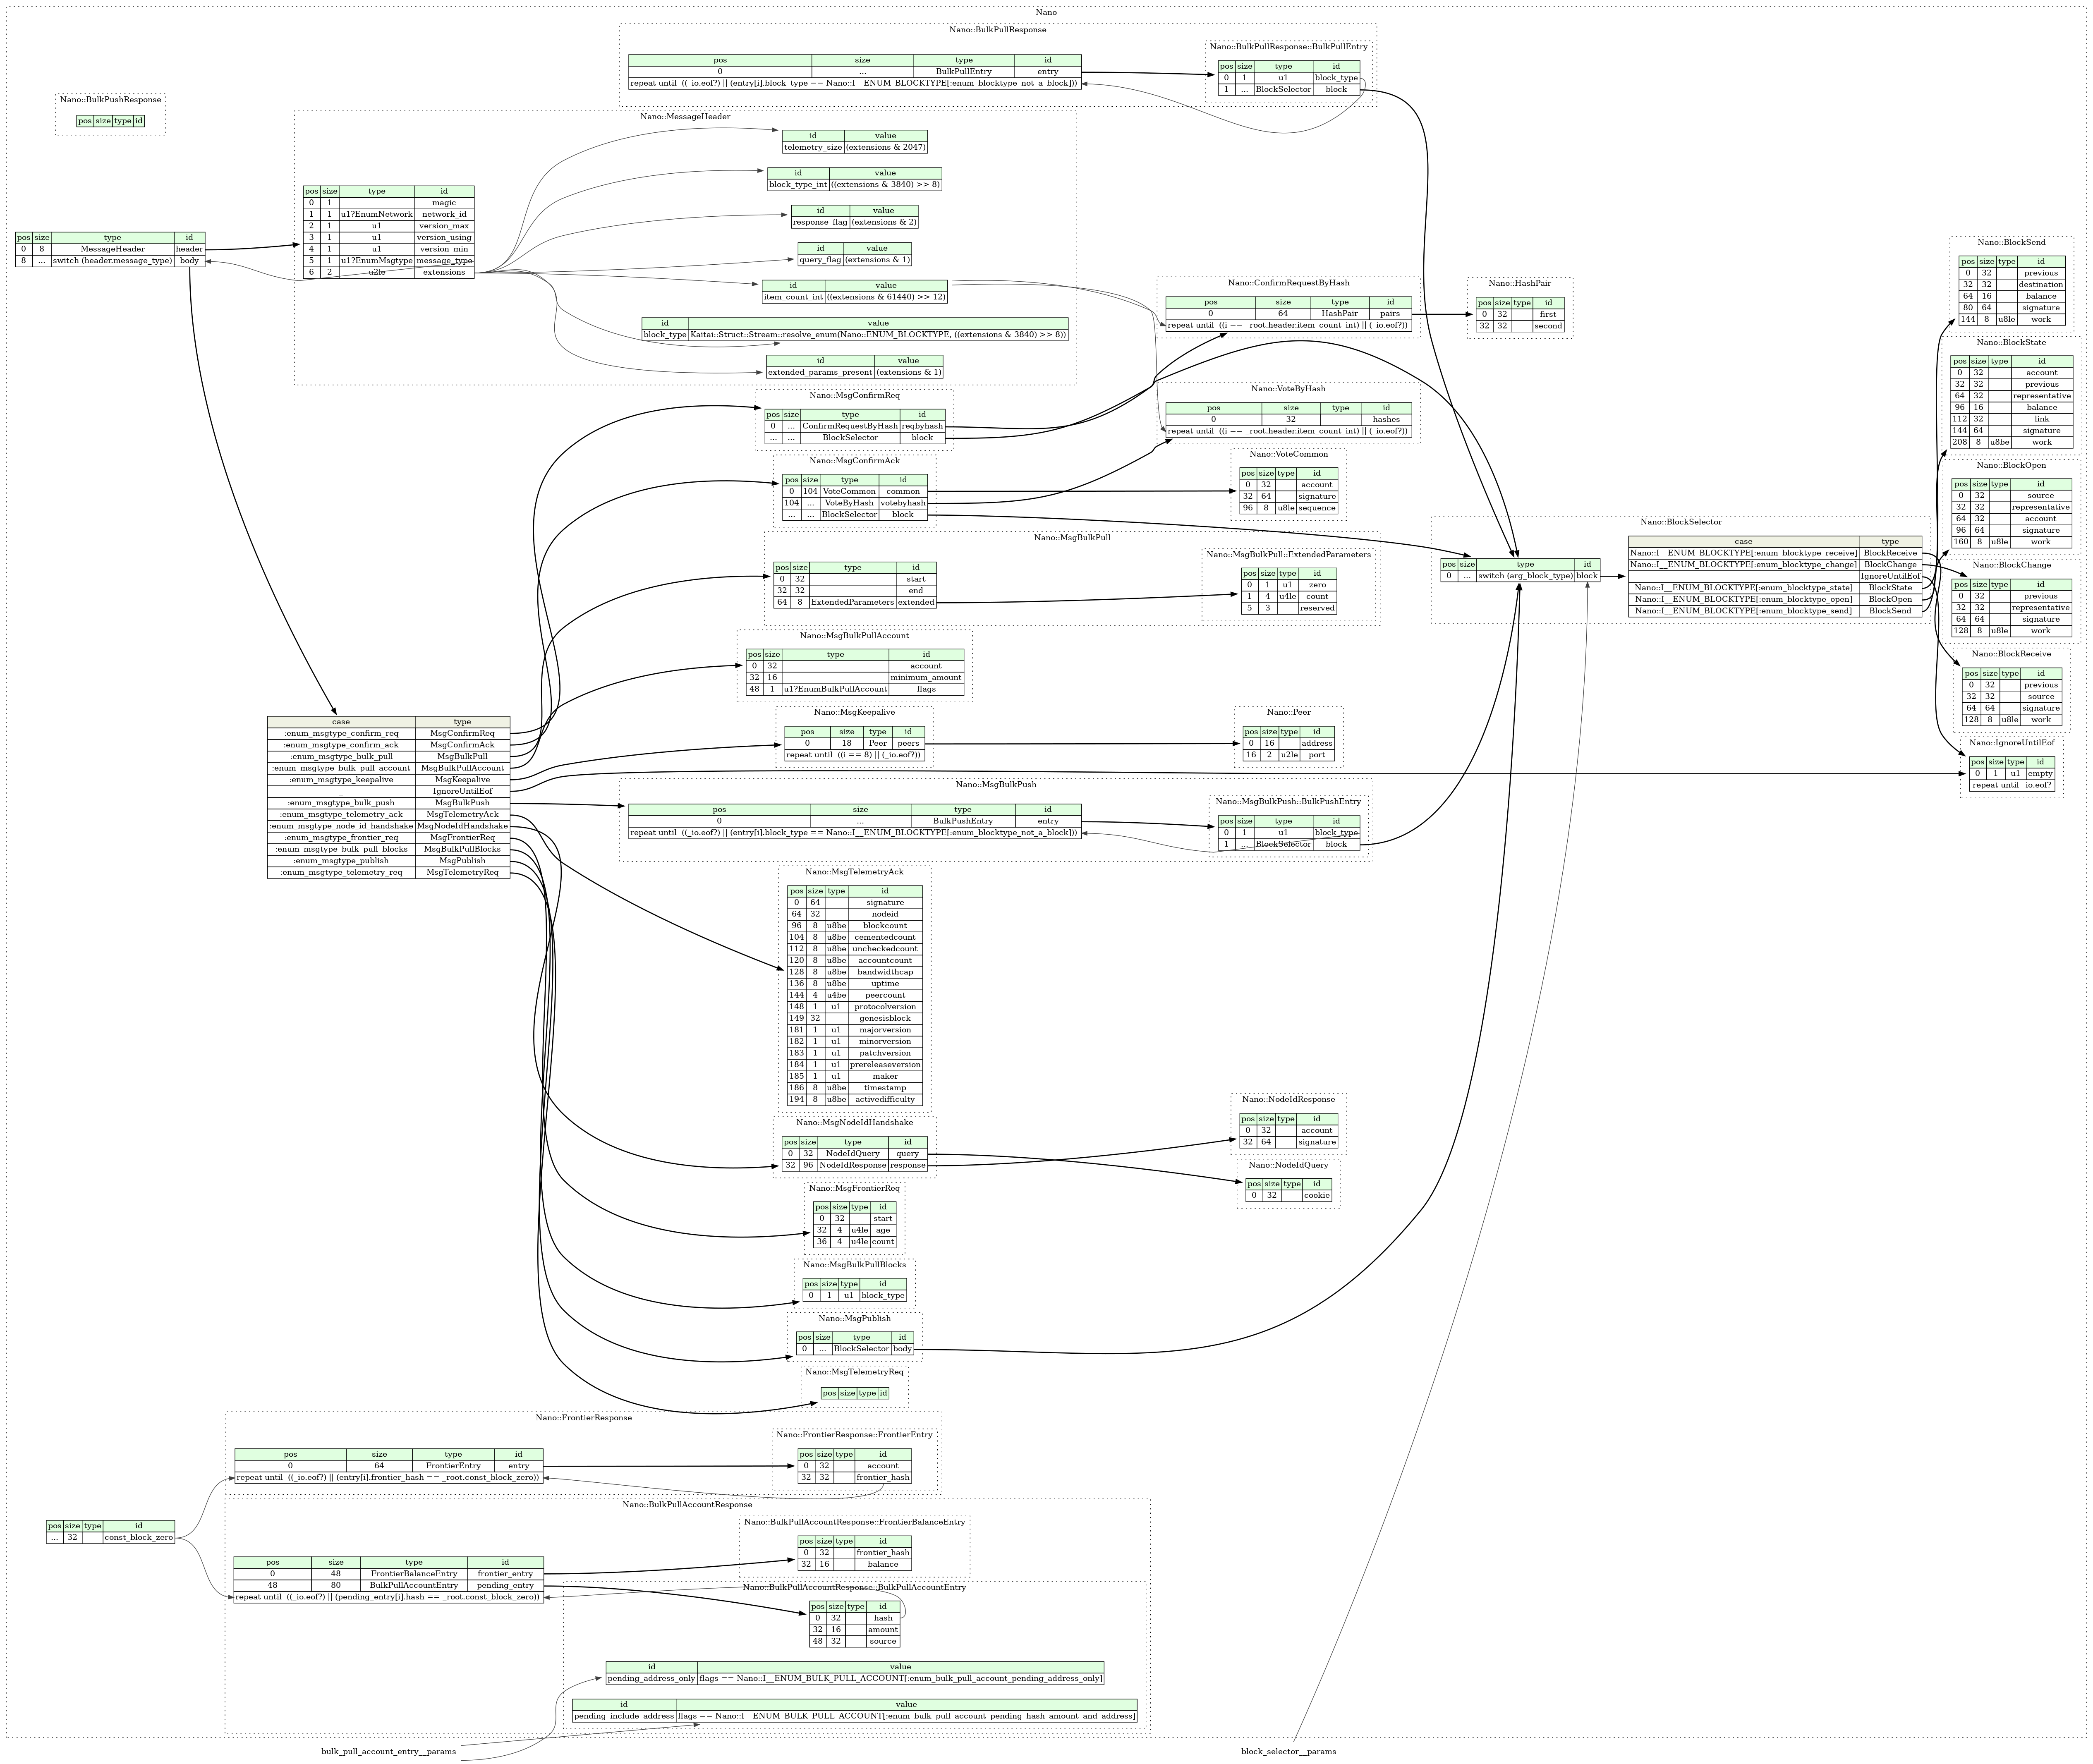 Nano
Nano::BulkPushResponse
pos size type id
pos size type id
0 8 MessageHeader header
8 ... switch (header.message_type) body
Nano::BulkPullResponse
pos size type id
0 ... BulkPullEntry entry
repeat until ((_io.eof?) || (entry[i].block_type == Nano::I__ENUM_BLOCKTYPE[:enum_blocktype_not_a_block]))
Nano::BulkPullResponse::BulkPullEntry
pos size type id
0 1 u1 block_type
1 ... BlockSelector block
Nano::MessageHeader
pos size type id
0 1 magic
1 1 u1?EnumNetwork network_id
2 1 u1 version_max
3 1 u1 version_using
4 1 u1 version_min
5 1 u1?EnumMsgtype message_type
6 2 u2le extensions
id value
telemetry_size (extensions & 2047)
id value
block_type_int ((extensions & 3840) >> 8)
id value
response_flag (extensions & 2)
id value
query_flag (extensions & 1)
id value
item_count_int ((extensions & 61440) >> 12)
id value
block_type Kaitai::Struct::Stream::resolve_enum(Nano::ENUM_BLOCKTYPE, ((extensions & 3840) >> 8))
id value
extended_params_present (extensions & 1)
Nano::ConfirmRequestByHash
pos size type id
0 64 HashPair pairs
repeat until ((i == _root.header.item_count_int) || (_io.eof?))
Nano::HashPair
pos size type id
0 32 first
32 32 second
Nano::VoteByHash
pos size type id
0 32 hashes
repeat until ((i == _root.header.item_count_int) || (_io.eof?))
Nano::MsgConfirmReq
pos size type id
0 ... ConfirmRequestByHash reqbyhash
... ... BlockSelector block
Nano::MsgConfirmAck
pos size type id
0 104 VoteCommon common
104 ... VoteByHash votebyhash
... ... BlockSelector block
Nano::VoteCommon
pos size type id
0 32 account
32 64 signature
96 8 u8le sequence
Nano::MsgBulkPull
pos size type id
0 32 start
32 32 end
64 8 ExtendedParameters extended
Nano::MsgBulkPull::ExtendedParameters
pos size type id
0 1 u1 zero
1 4 u4le count
5 3 reserved
Nano::BlockSelector
pos size type id
0 ... switch (arg_block_type) block
case type
Nano::I__ENUM_BLOCKTYPE[:enum_blocktype_receive] BlockReceive
Nano::I__ENUM_BLOCKTYPE[:enum_blocktype_change] BlockChange
_ IgnoreUntilEof
Nano::I__ENUM_BLOCKTYPE[:enum_blocktype_state] BlockState
Nano::I__ENUM_BLOCKTYPE[:enum_blocktype_open] BlockOpen
Nano::I__ENUM_BLOCKTYPE[:enum_blocktype_send] BlockSend
Nano::BlockSend
pos size type id
0 32 previous
32 32 destination
64 16 balance
80 64 signature
144 8 u8le work
Nano::BlockState
pos size type id
0 32 account
32 32 previous
64 32 representative
96 16 balance
112 32 link
144 64 signature
208 8 u8be work
Nano::BlockOpen
pos size type id
0 32 source
32 32 representative
64 32 account
96 64 signature
160 8 u8le work
Nano::BlockChange
pos size type id
0 32 previous
32 32 representative
64 64 signature
128 8 u8le work
Nano::BlockReceive
pos size type id
0 32 previous
32 32 source
64 64 signature
128 8 u8le work
Nano::IgnoreUntilEof
pos size type id
0 1 u1 empty
repeat until _io.eof?
Nano::MsgBulkPullAccount
pos size type id
0 32 account
32 16 minimum_amount
48 1 u1?EnumBulkPullAccount flags
case type
:enum_msgtype_confirm_req MsgConfirmReq
:enum_msgtype_confirm_ack MsgConfirmAck
:enum_msgtype_bulk_pull MsgBulkPull
:enum_msgtype_bulk_pull_account MsgBulkPullAccount
:enum_msgtype_keepalive MsgKeepalive
_ IgnoreUntilEof
:enum_msgtype_bulk_push MsgBulkPush
:enum_msgtype_telemetry_ack MsgTelemetryAck
:enum_msgtype_node_id_handshake MsgNodeIdHandshake
:enum_msgtype_frontier_req MsgFrontierReq
:enum_msgtype_bulk_pull_blocks MsgBulkPullBlocks
:enum_msgtype_publish MsgPublish
:enum_msgtype_telemetry_req MsgTelemetryReq
Nano::MsgKeepalive
pos size type id
0 18 Peer peers
repeat until ((i == 8) || (_io.eof?))
Nano::Peer
pos size type id
0 16 address
16 2 u2le port
Nano::MsgBulkPush
pos size type id
0 ... BulkPushEntry entry
repeat until ((_io.eof?) || (entry[i].block_type == Nano::I__ENUM_BLOCKTYPE[:enum_blocktype_not_a_block]))
Nano::MsgBulkPush::BulkPushEntry
pos size type id
0 1 u1 block_type
1 ... BlockSelector block
Nano::MsgTelemetryAck
pos size type id
0 64 signature
64 32 nodeid
96 8 u8be blockcount
104 8 u8be cementedcount
112 8 u8be uncheckedcount
120 8 u8be accountcount
128 8 u8be bandwidthcap
136 8 u8be uptime
144 4 u4be peercount
148 1 u1 protocolversion
149 32 genesisblock
181 1 u1 majorversion
182 1 u1 minorversion
183 1 u1 patchversion
184 1 u1 prereleaseversion
185 1 u1 maker
186 8 u8be timestamp
194 8 u8be activedifficulty
Nano::MsgNodeIdHandshake
pos size type id
0 32 NodeIdQuery query
32 96 NodeIdResponse response
Nano::NodeIdResponse
pos size type id
0 32 account
32 64 signature
Nano::NodeIdQuery
pos size type id
0 32 cookie
Nano::MsgFrontierReq
pos size type id
0 32 start
32 4 u4le age
36 4 u4le count
Nano::MsgBulkPullBlocks
pos size type id
0 1 u1 block_type
Nano::MsgPublish
pos size type id
0 ... BlockSelector body
Nano::MsgTelemetryReq
pos size type id
Nano::FrontierResponse
pos size type id
0 64 FrontierEntry entry
repeat until ((_io.eof?) || (entry[i].frontier_hash == _root.const_block_zero))
Nano::FrontierResponse::FrontierEntry
pos size type id
0 32 account
32 32 frontier_hash
pos size type id
... 32 const_block_zero
Nano::BulkPullAccountResponse
pos size type id
0 48 FrontierBalanceEntry frontier_entry
48 80 BulkPullAccountEntry pending_entry
repeat until ((_io.eof?) || (pending_entry[i].hash == _root.const_block_zero))
Nano::BulkPullAccountResponse::FrontierBalanceEntry
pos size type id
0 32 frontier_hash
32 16 balance
Nano::BulkPullAccountResponse::BulkPullAccountEntry
pos size type id
0 32 hash
32 16 amount
48 32 source
id value
pending_address_only flags == Nano::I__ENUM_BULK_PULL_ACCOUNT[:enum_bulk_pull_account_pending_address_only]
id value
pending_include_address flags == Nano::I__ENUM_BULK_PULL_ACCOUNT[:enum_bulk_pull_account_pending_hash_amount_and_address]
bulk_pull_account_entry__params
block_selector__params